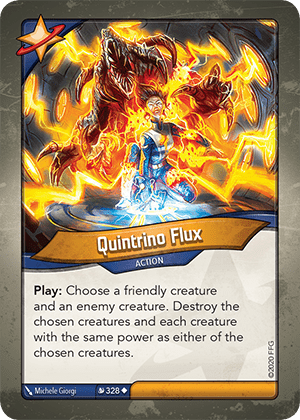 Quintrino Flux
ACTION
Play: Choose a friendly creature
and an enemy creature. Destroy the
chosen creatures and each creature
with the same power as either of the
chosen creatures.
©2020 FFG
Michele Giorgi
328